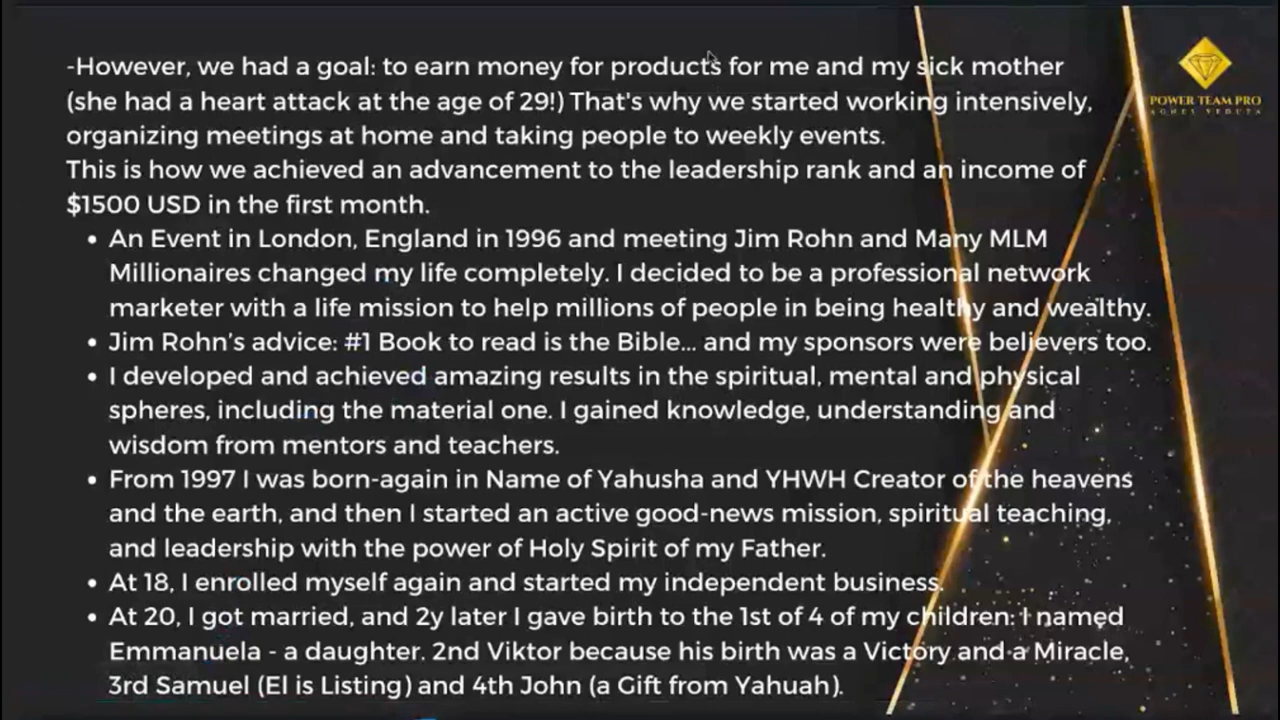 -However, we had a goal: to earn money for products for me and my sick mother
(she had a heart attack at the age of 29!) That's why we started working intensively,
organizing meetings at home and taking people to weekly events.
This is how we achieved an advancement to the leadership rank and an income of
$1500 USD in the first month.
• An Event in London, England in 1996 and meeting Jim Rohn and Many MLM
Millionaires changed my life completely. I decided to be a professional network
marketer with a life mission to help millions of people in being healthy and wealthy.
• Jim Rohn's advice: #1 Book to read is the Bible... and my sponsors were believers too.
• I developed and achieved amazing results in the spiritual, mental and physical
spheres, including the material one. I gained knowledge, understanding and
wisdom from mentors and teachers.
• From 1997 I was born-again in Name of Yahusha and YHWH Creator of the heavens
and the earth, and then I started an active good-news mission, spiritual teaching,
and leadership with the power of Holy Spirit of my Father.
• At 18, I enrolled myself again and started my independent business.
• At 20, I got married, and 2y later I gave birth to the 1st of 4 of my children: I named
Emmanuela - a daughter. 2nd Viktor because his birth was a Victory and a Miracle,
3rd Samuel (El is Listing) and 4th John (a Gift from Yahuah).
POWER TEAM PRO